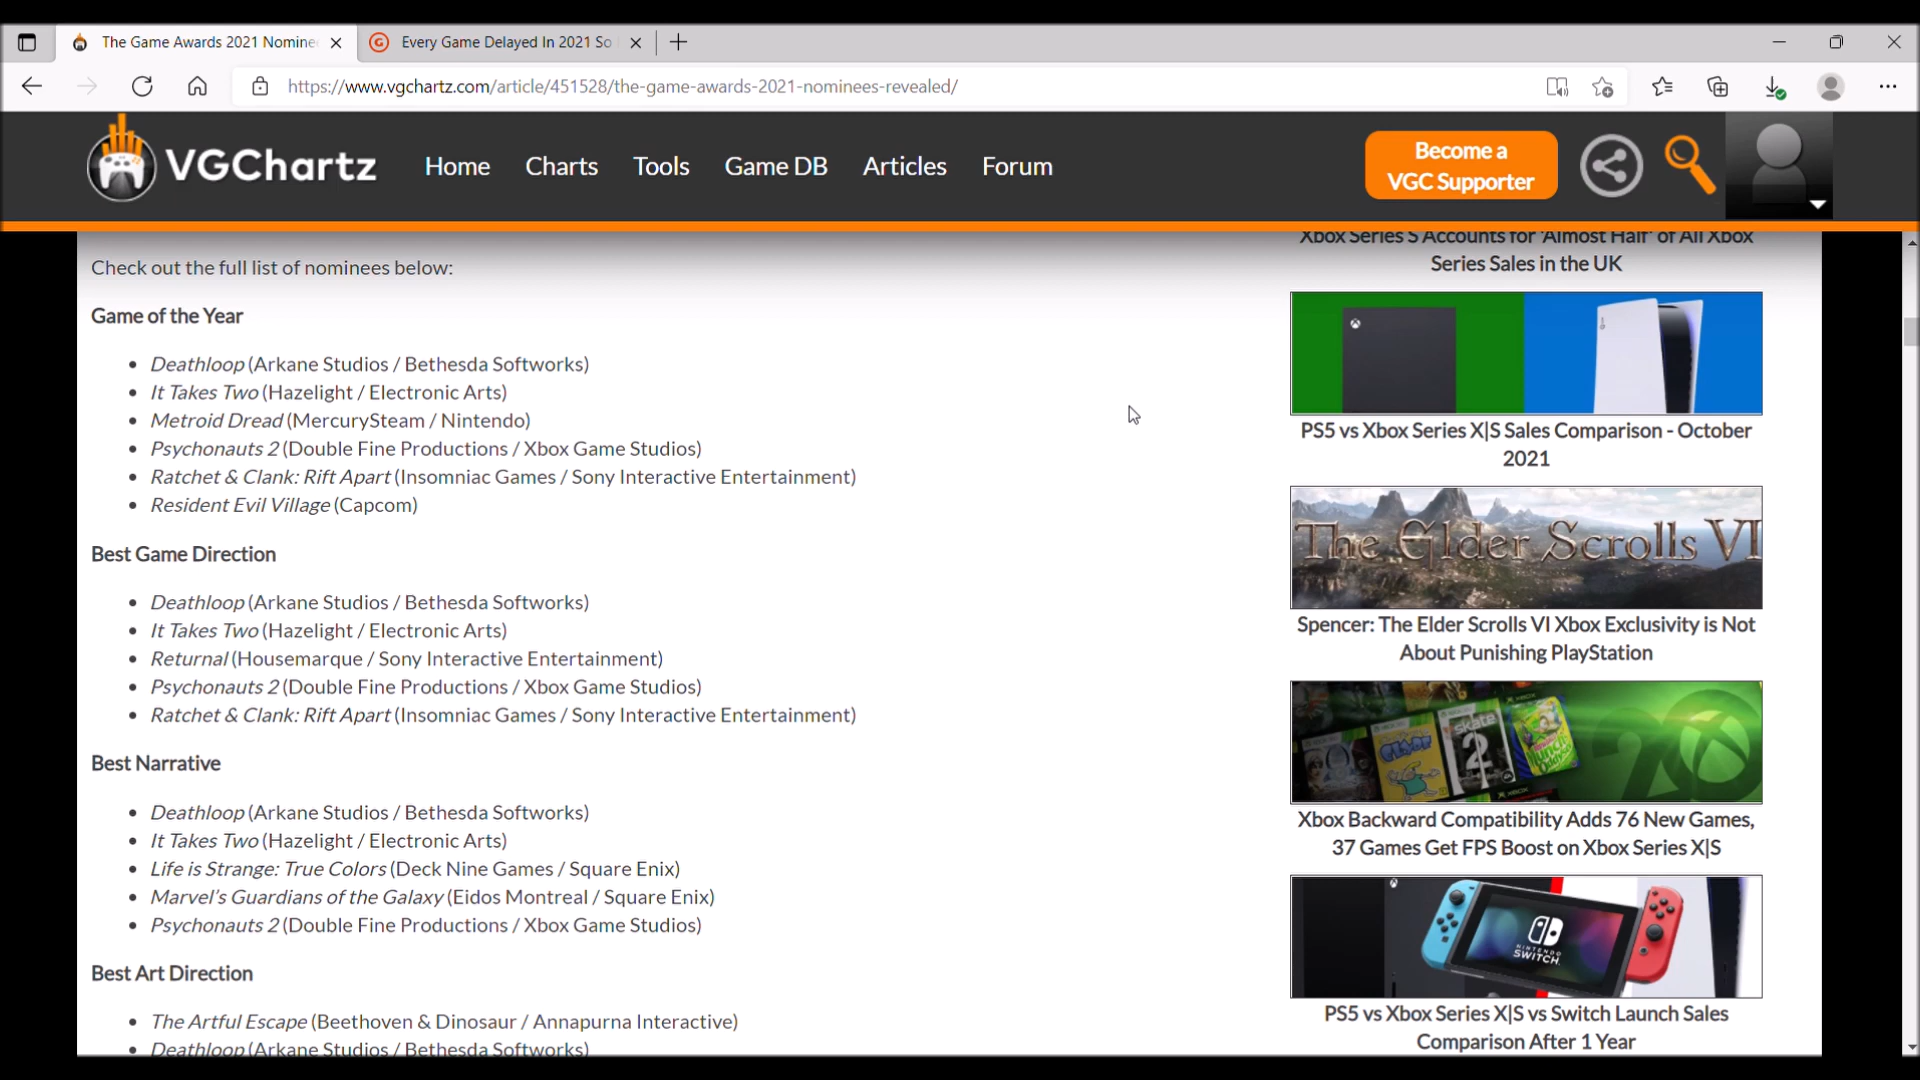 The Game Awards 2021 Nomine
Every Game Delayed In 2021 So
https://www.vgchartz.com/article/451528/the-game-awards-2021-nominees-revealed/
VGChartz
Home
Charts
Tools
Game DB
Articles
Forum
Become a
VGC Supporter
Check out the full list of nominees below:
Game of the Year
Deathloop (Arkane Studios / Bethesda Softworks)
It Takes Two (Hazelight / Electronic Arts)
Metroid Dread (MercurySteam / Nintendo)
Psychonauts 2 (Double Fine Productions / Xbox Game Studios)
Ratchet & Clank: Rift Apart (Insomniac Games / Sony Interactive Entertainment)
Resident Evil Village (Capcom)
Best Game Direction
Deathloop (Arkane Studios / Bethesda Softworks)
It Takes Two (Hazelight / Electronic Arts)
Returnal (Housemarque / Sony Interactive Entertainment)
Psychonauts 2 (Double Fine Productions / Xbox Game Studios)
Ratchet & Clank: Rift Apart (Insomniac Games / Sony Interactive Entertainment)
Best Narrative
Deathloop (Arkane Studios / Bethesda Softworks)
It Takes Two (Hazelight / Electronic Arts)
Life is Strange: True Colors (Deck Nine Games / Square Enix)
Marvel's Guardians of the Galaxy (Eidos Montreal / Square Enix)
Psychonauts 2 (Double Fine Productions / Xbox Game Studios)
Best Art Direction
The Artful Escape (Beethoven & Dinosaur / Annapurna Interactive)
Deathloop (Arkane Studios / Bethesda Softworks)
Xbox Series S Accounts for 'Almost Half' of All Xbox
Series Sales in the UK
PS5 vs Xbox Series X|S Sales Comparison - October
2021
The Elder Scrolls VI
Spencer: The Elder Scrolls VI Xbox Exclusivity is Not
About Punishing PlayStation
skate
2
20
Xbox Backward Compatibility Adds 76 New Games,
37 Games Get FPS Boost on Xbox Series X|S
NINTENDO
SWITCH
PS5 vs Xbox Series X|S vs Switch Launch Sales
Comparison After 1 Year